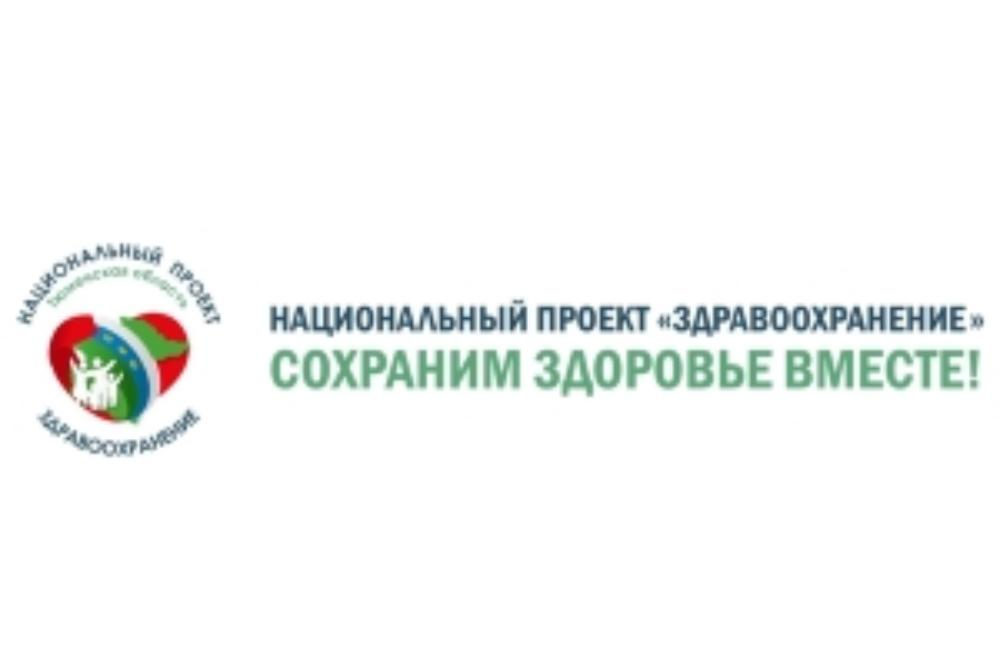 НАЦИОНАЛЬНЫЙ ПРОЕКТ
Тюменская область
ЗДРАВООХРАНЕНИЕ
НАЦИОНАЛЬНЫЙ ПРОЕКТ «ЗДРАВООХРАНЕНИЕ»
СОХРАНИМ ЗДОРОВЬЕ ВМЕСТЕ!